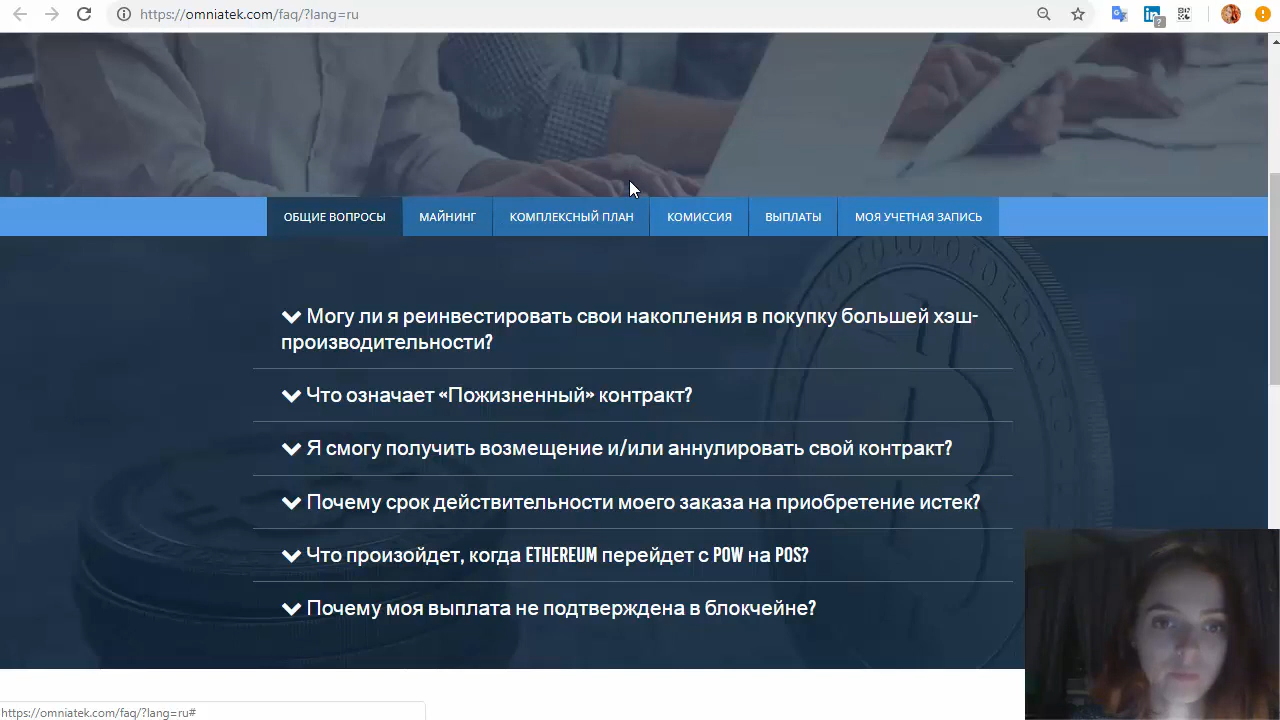 https://omniatek.com/faq/?lang=ru
ОБЩИЕ ВОПРОСЫ
МАЙНИНГ
КОМПЛЕКСНЫЙ ПЛАН
КОМИССИЯ
ВЫПЛАТЫ
МОЯ УЧЕТНАЯ ЗАПИСЬ
Могу ли я реинвестировать свои накопления в покупку большей хэш-
производительности?
Что означает «Пожизненный» контракт?
Я смогу получить возмещение и/или аннулировать свой контракт?
Почему срок действительности моего заказа на приобретение истек?
Что произойдет, когда ETHEREUM перейдет с POW на POS?
Почему моя выплата не подтверждена в блокчейне?
https://omniatek.com/faq/?lang=ru#